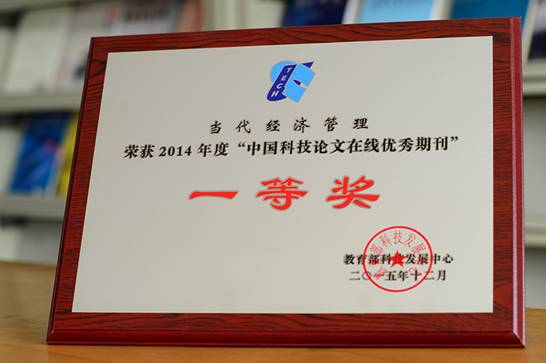 TECH
当代经济管理
荣获2014年度“中国科技论文在线优秀期刊”
一等奖
教育部科技发展中心
二〇一五年十二月